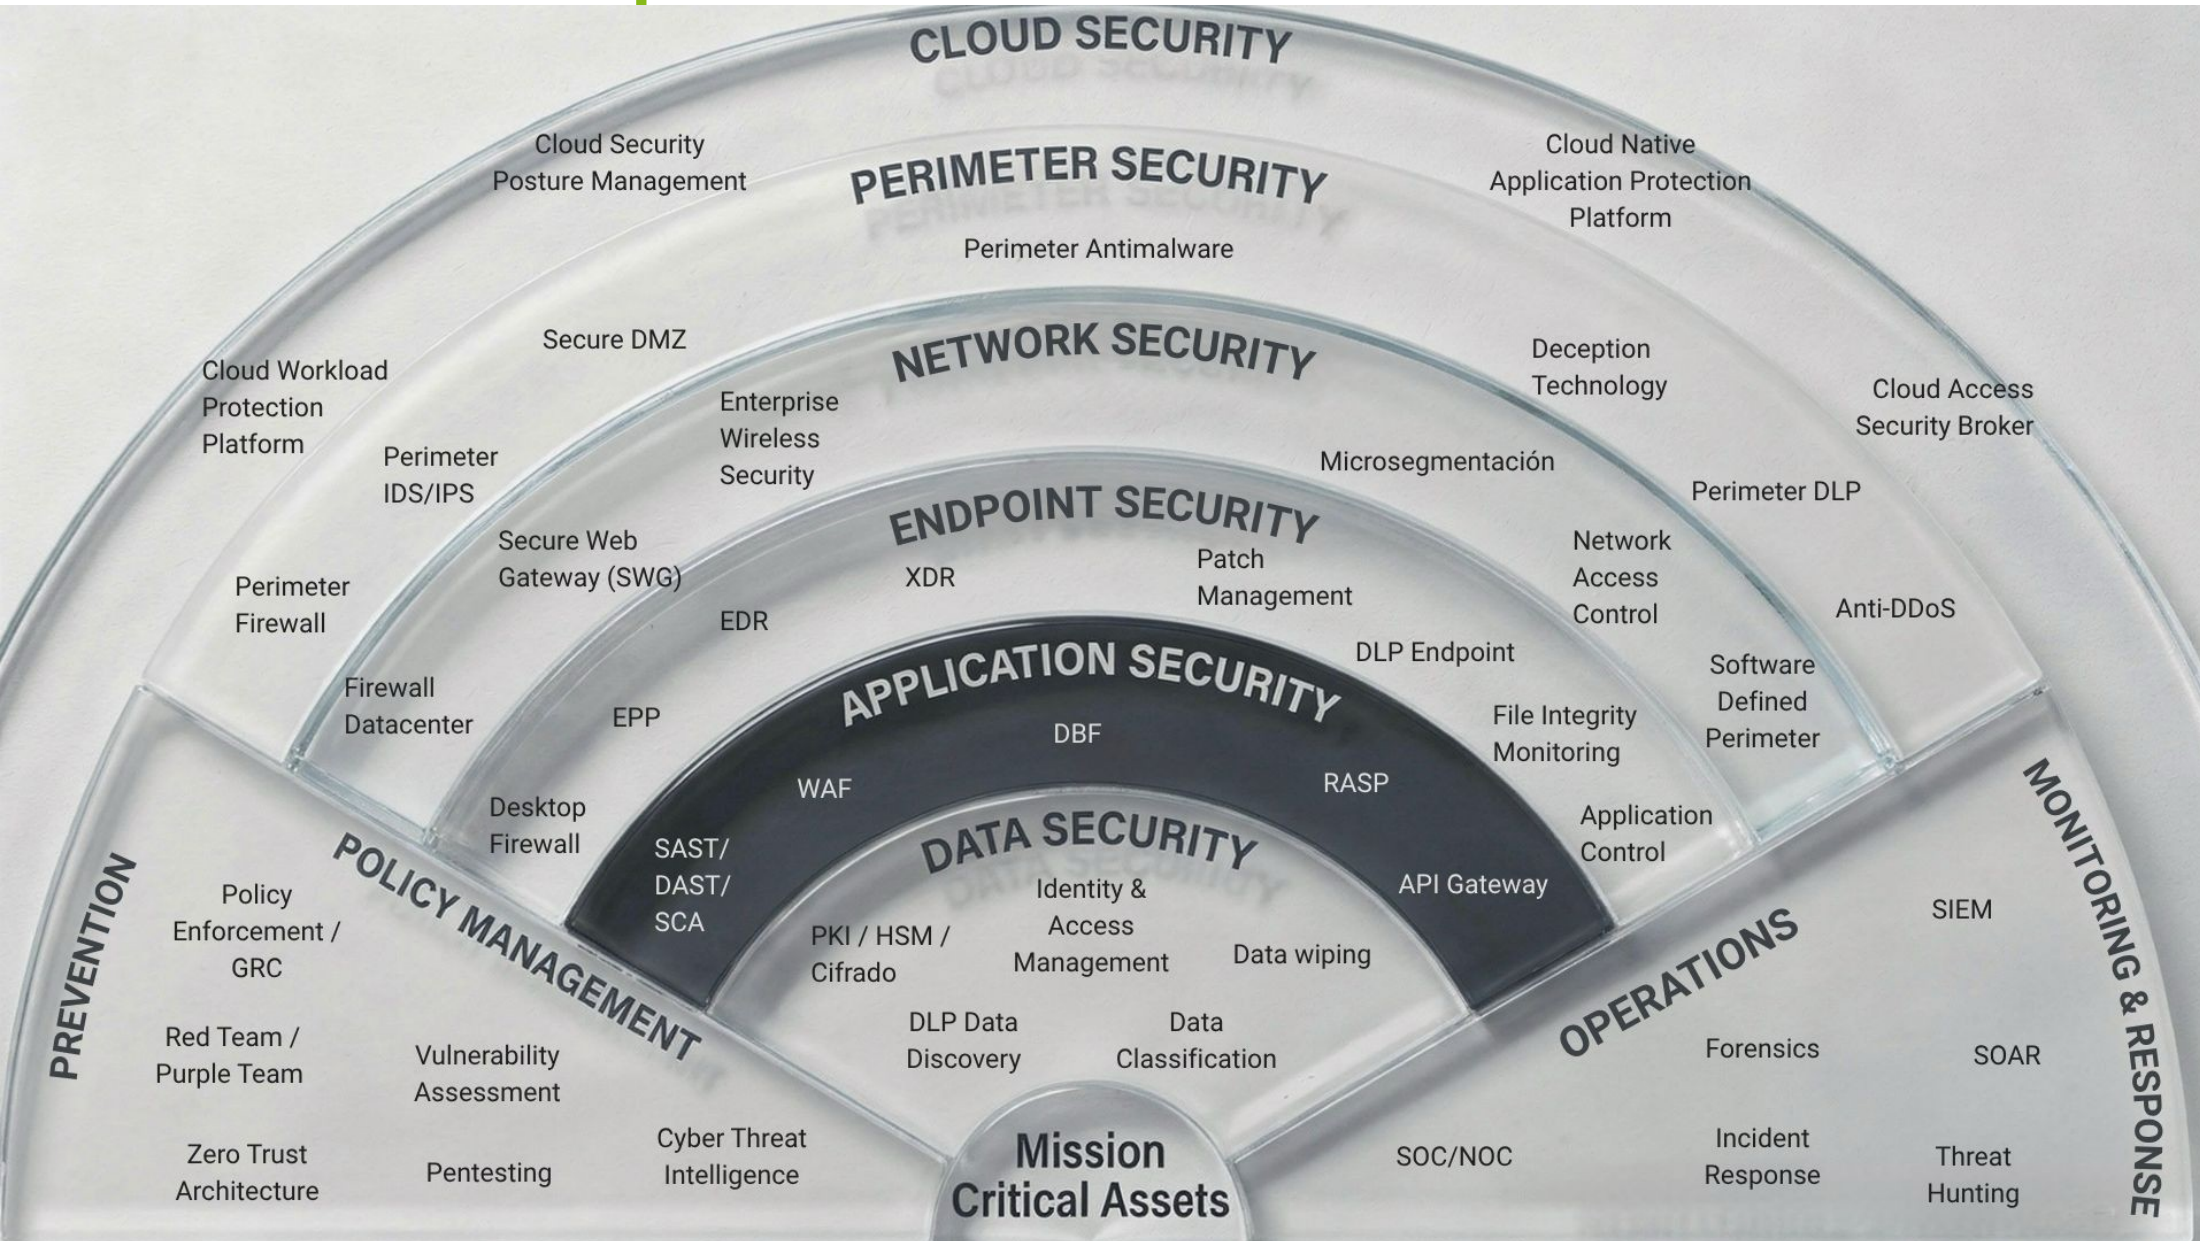 CLOUD SECURITY
Cloud Security
Posture Management
Cloud Native
Application Protection
Platform
Cloud Workload
Protection
Platform
Cloud Access
Security Broker
PERIMETER SECURITY
Perimeter Antimalware
Secure DMZ
Deception
Technology
Perimeter
IDS/IPS
Perimeter DLP
Perimeter
Firewall
Anti-DDoS
NETWORK SECURITY
Enterprise
Wireless
Security
Microsegmentación
Secure Web
Gateway (SWG)
Network
Access
Control
Firewall
Datacenter
Software
Defined
Perimeter
ENDPOINT SECURITY
XDR
Patch
Management
EDR
DLP Endpoint
EPP
File Integrity
Monitoring
Desktop
Firewall
Application
Control
APPLICATION SECURITY
DBF
WAF
RASP
SAST/
DAST/
SCA
API Gateway
DATA SECURITY
Identity &
Access
Management
PKI / HSM /
Cifrado
Data wiping
DLP Data
Discovery
Data
Classification
Mission
Critical Assets
PREVENTION
POLICY MANAGEMENT
Policy
Enforcement /
GRC
Red Team /
Purple Team
Vulnerability
Assessment
Zero Trust
Architecture
Pentesting
Cyber Threat
Intelligence
OPERATIONS
MONITORING & RESPONSE
SIEM
Forensics
SOAR
SOC/NOC
Incident
Response
Threat
Hunting